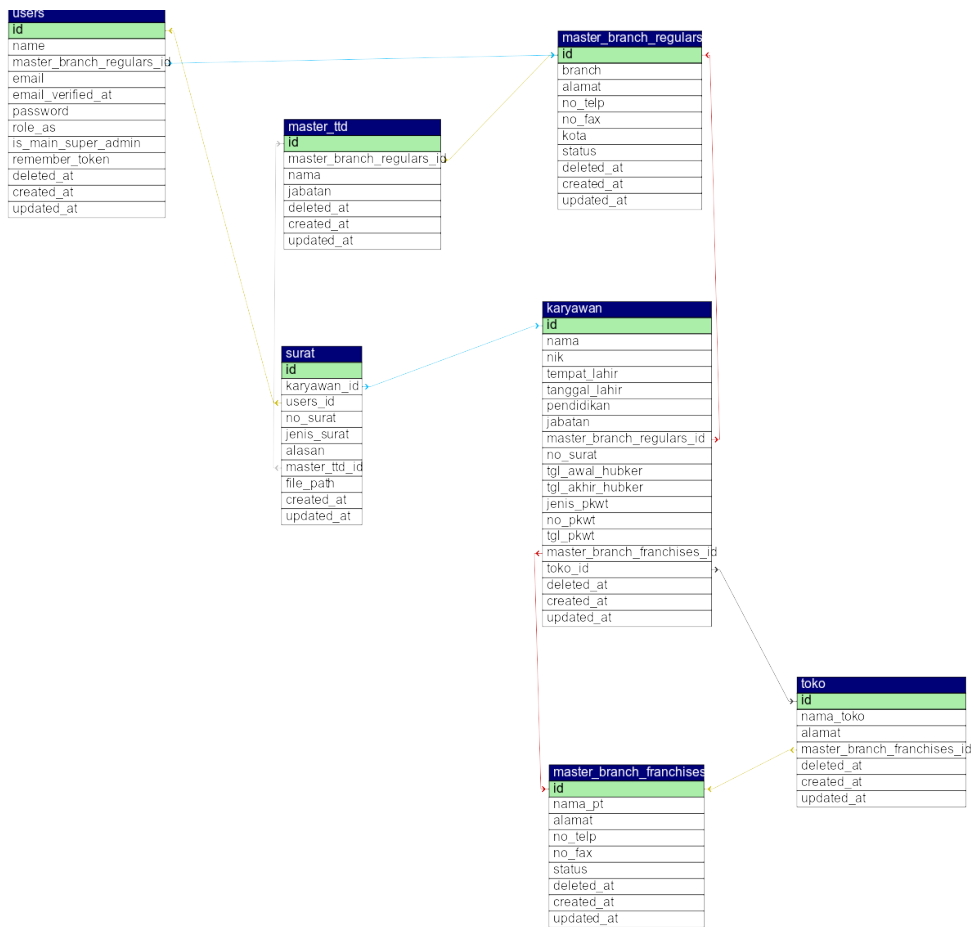 users
id
name
master_branch_regulars_id
email
email_verified_at
password
role_as
is_main_super_admin
remember_token
deleted_at
created_at
updated_at
master_ttd
id
master_branch_regulars_id
nama
jabatan
deleted_at
created_at
updated_at
master_branch_regulars
id
branch
alamat
no_telp
no_fax
kota
status
deleted_at
created_at
updated_at
surat
id
karyawan_id
users_id
no_surat
jenis_surat
alasan
master_ttd_id
file_path
created_at
updated_at
karyawan
id
nama
nik
tempat_lahir
tanggal_lahir
pendidikan
jabatan
master_branch_regulars_id
no_surat
tgl_awal_hubker
tgl_akhir_hubker
jenis_pkwt
no_pkwt
tgl_pkwt
master_branch_franchises_id
toko_id
deleted_at
created_at
updated_at
toko
id
nama_toko
alamat
master_branch_franchises_id
deleted_at
created_at
updated_at
master_branch_franchises
id
nama_pt
alamat
no_telp
no_fax
status
deleted_at
created_at
updated_at